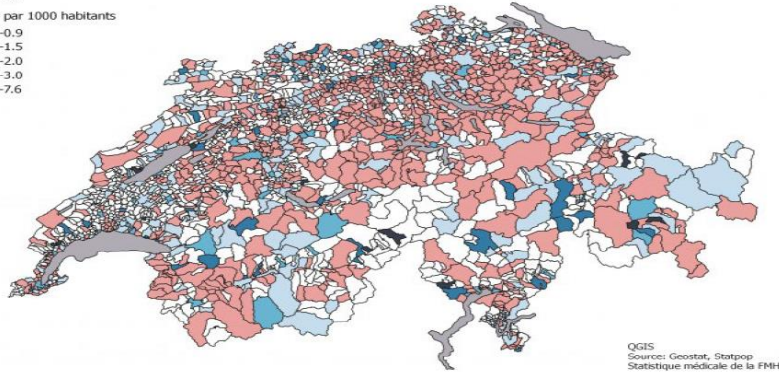 par 1000 habitants
-0.9
-1.5
-2.0
-3.0
-7.6
QGIS
Source: Geostat, Statpop
Statistique médicale de la FMH